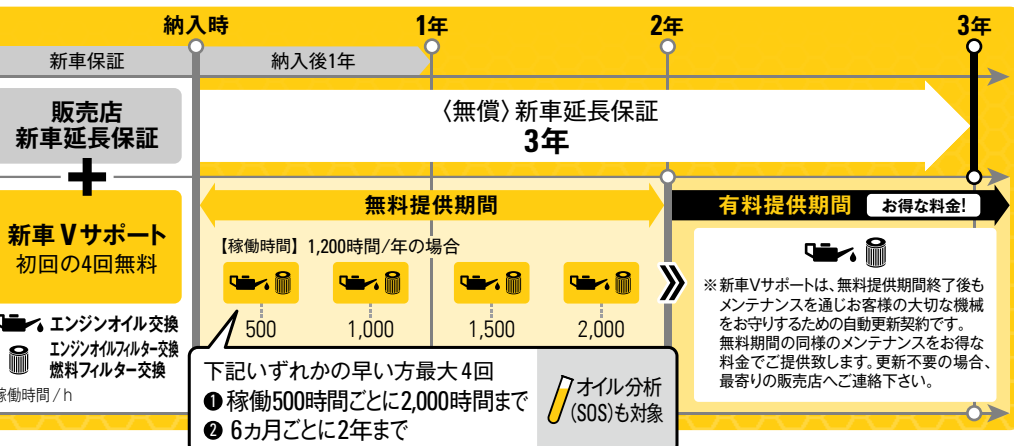 納入時 1年 2年 3年
新車保証 納入後1年
販売店
新車延長保証
〈無償〉新車延長保証
3年
+
新車Vサポート
初回の4回無料
無料提供期間
有料提供期間 お得な料金!
【稼働時間】1,200時間/年の場合
500 1,000 1,500 2,000
エンジンオイル交換
エンジンオイルフィルター交換
燃料フィルター交換
稼働時間/h
下記いずれかの早い方最大4回
❶稼働500時間ごとに2,000時間まで
❷ 6ヵ月ごとに2年まで
オイル分析
(SOS)も対象
※新車Vサポートは、無料提供期間終了後も
メンテナンスを通じお客様の大切な機械
をお守りするための自動更新契約です。
無料期間の同様のメンテナンスをお得な
料金でご提供致します。更新不要の場合、
最寄りの販売店へご連絡下さい。